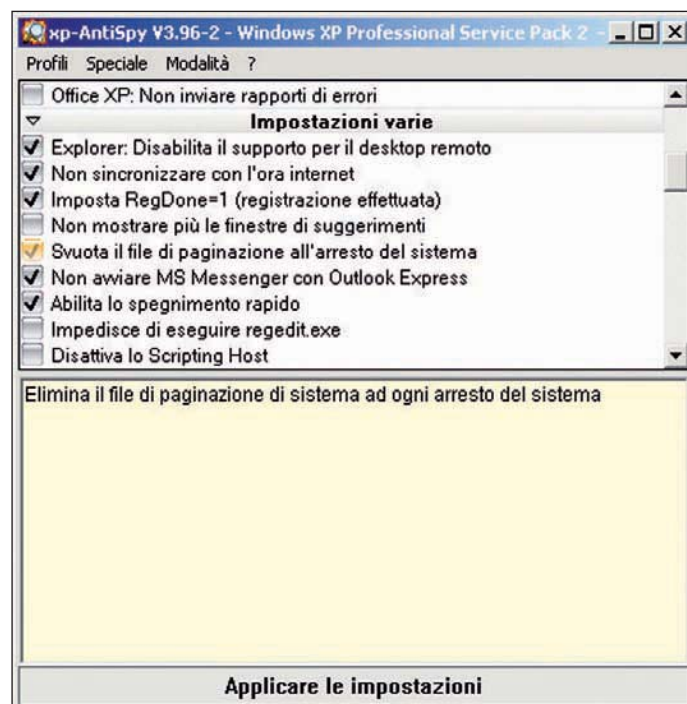 xp-AntiSpy V3.96-2 - Windows XP Professional Service Pack 2 -
Profili Speciale Modalità ?
Office XP: Non inviare rapporti di errori
Impostazioni varie
Explorer: Disabilita il supporto per il desktop remoto
Non sincronizzare con l'ora internet
Imposta RegDone=1 (registrazione effettuata)
Non mostrare più le finestre di suggerimenti
Svuota il file di paginazione all'arresto del sistema
Non avviare MS Messenger con Outlook Express
Abilita lo spegnimento rapido
Impedisce di eseguire regedit.exe
Disattiva lo Scripting Host
Elimina il file di paginazione di sistema ad ogni arresto del sistema
Applicare le impostazioni